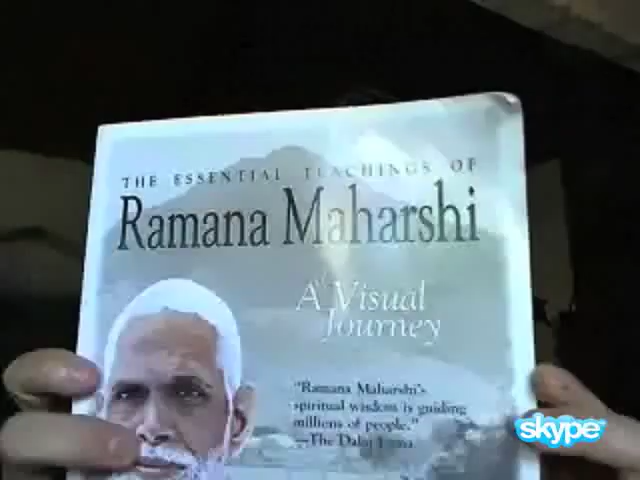 THE ESSENTIAL TEACHINGS OF
Ramana Maharshi
A Visual
Journey
"Ramana Maharshi's
spiritual wisdom is guiding
millions of people."
—The Dalai Lama
skype